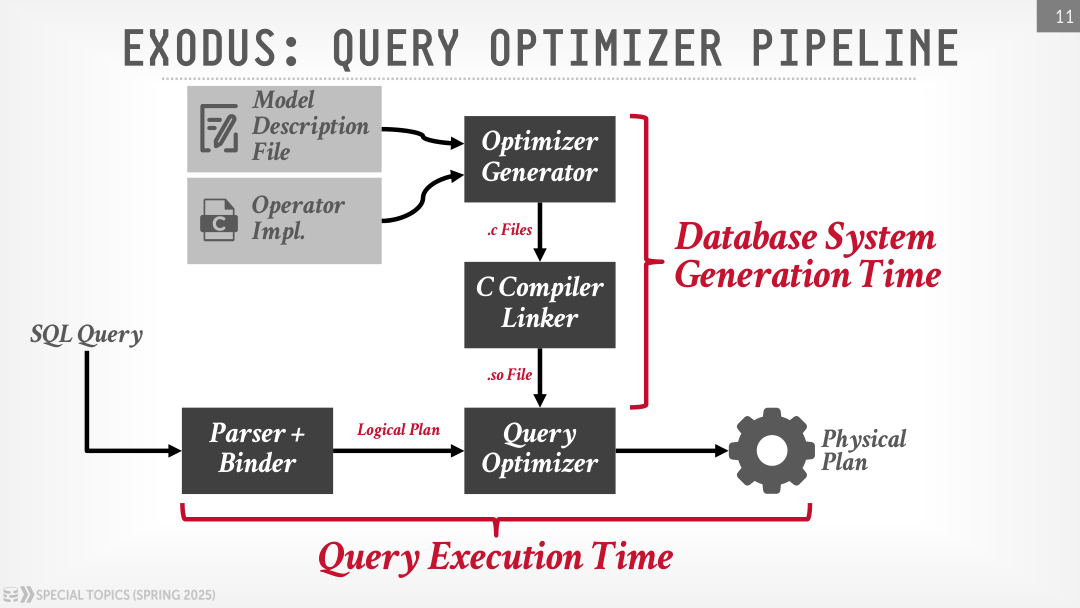 11
EXODUS: QUERY OPTIMIZER PIPELINE
Model
Description
File
C
Operator
Impl.
Optimizer
Generator
.c Files
C Compiler
Linker
.so File
Database System
Generation Time
SQL Query
Parser +
Binder
Logical Plan
Query
Optimizer
Physical
Plan
Query Execution Time
SPECIAL TOPICS (SPRING 2025)